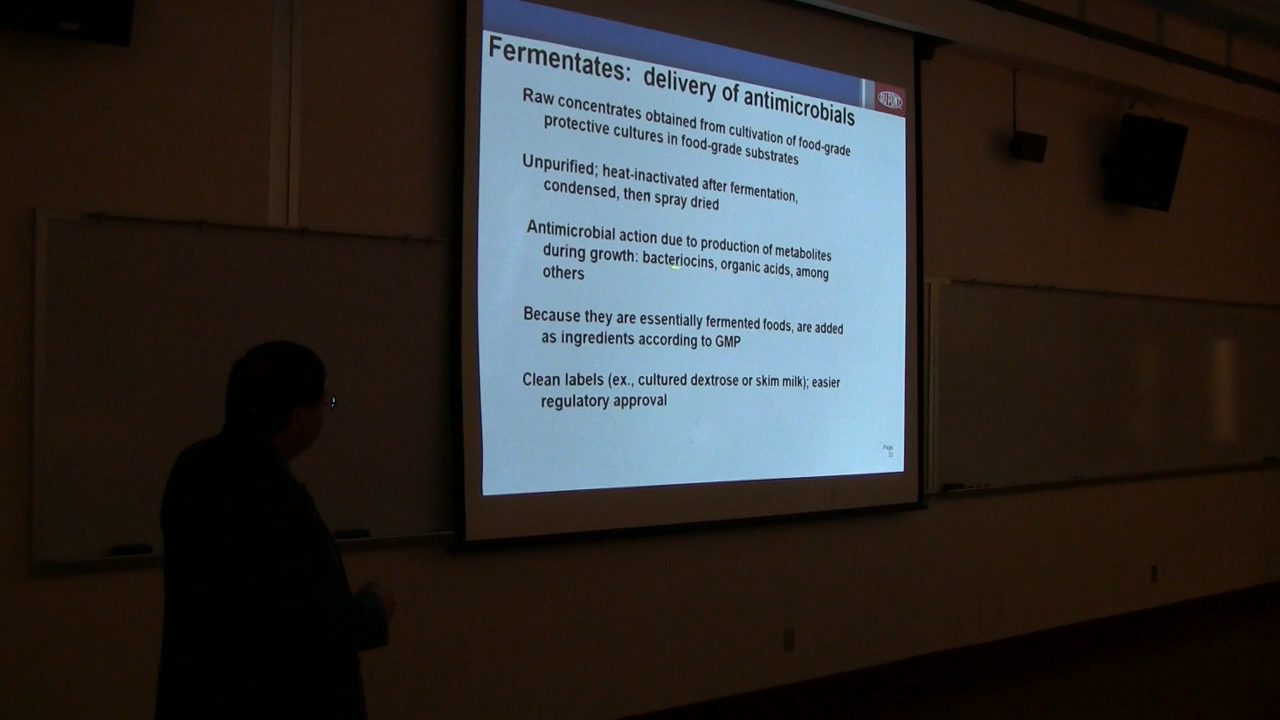 Fermentates: delivery of antimicrobials
DUPONT
Raw concentrates obtained from cultivation of food-grade
protective cultures in food-grade substrates
Unpurified; heat-inactivated after fermentation,
condensed, then spray dried
Antimicrobial action due to production of metabolites
during growth: bacteriocins, organic acids, among
others
Because they are essentially fermented foods, are added
as ingredients according to GMP
Clean labels (ex., cultured dextrose or skim milk); easier
regulatory approval
Page